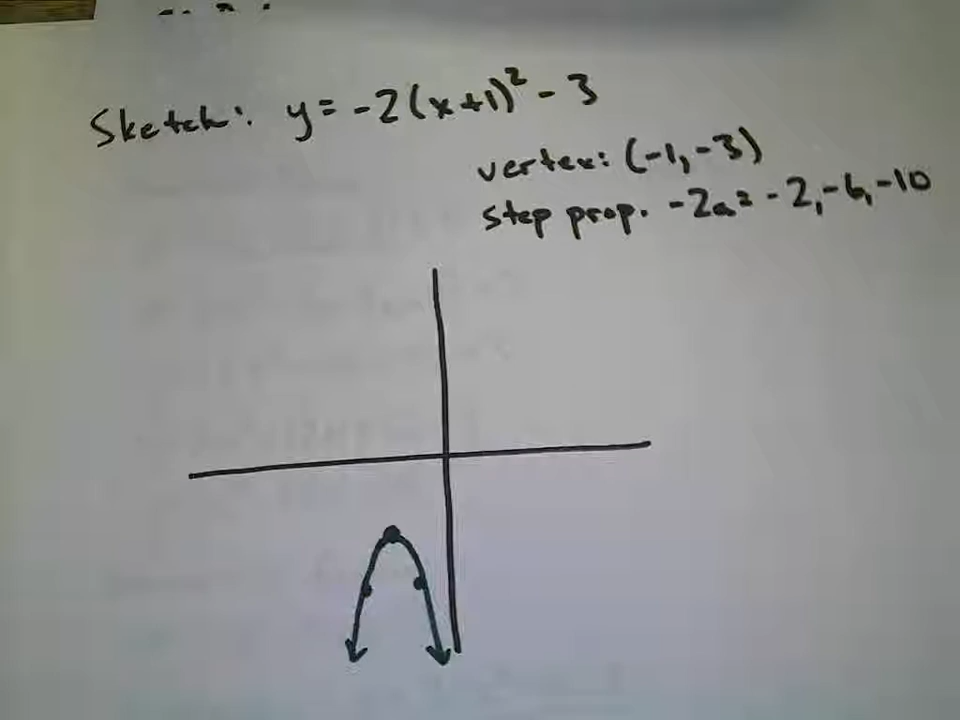 Sketch: y = -2(x+1)² - 3
vertex: (-1, -3)
step prop. -2a = -2, -6, -10